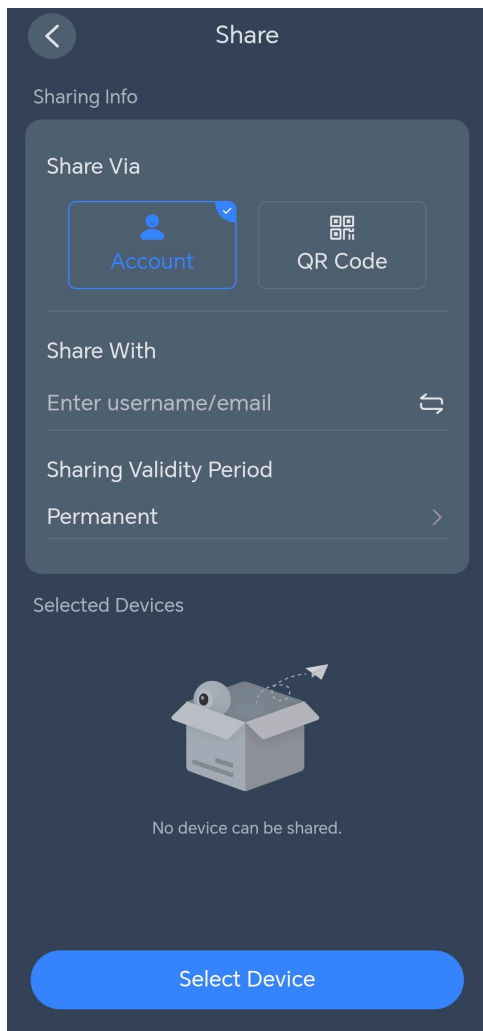 Share
Sharing Info
Share Via
Account
QR Code
Share With
Enter username/email
Sharing Validity Period
Permanent
Selected Devices
No device can be shared.
Select Device